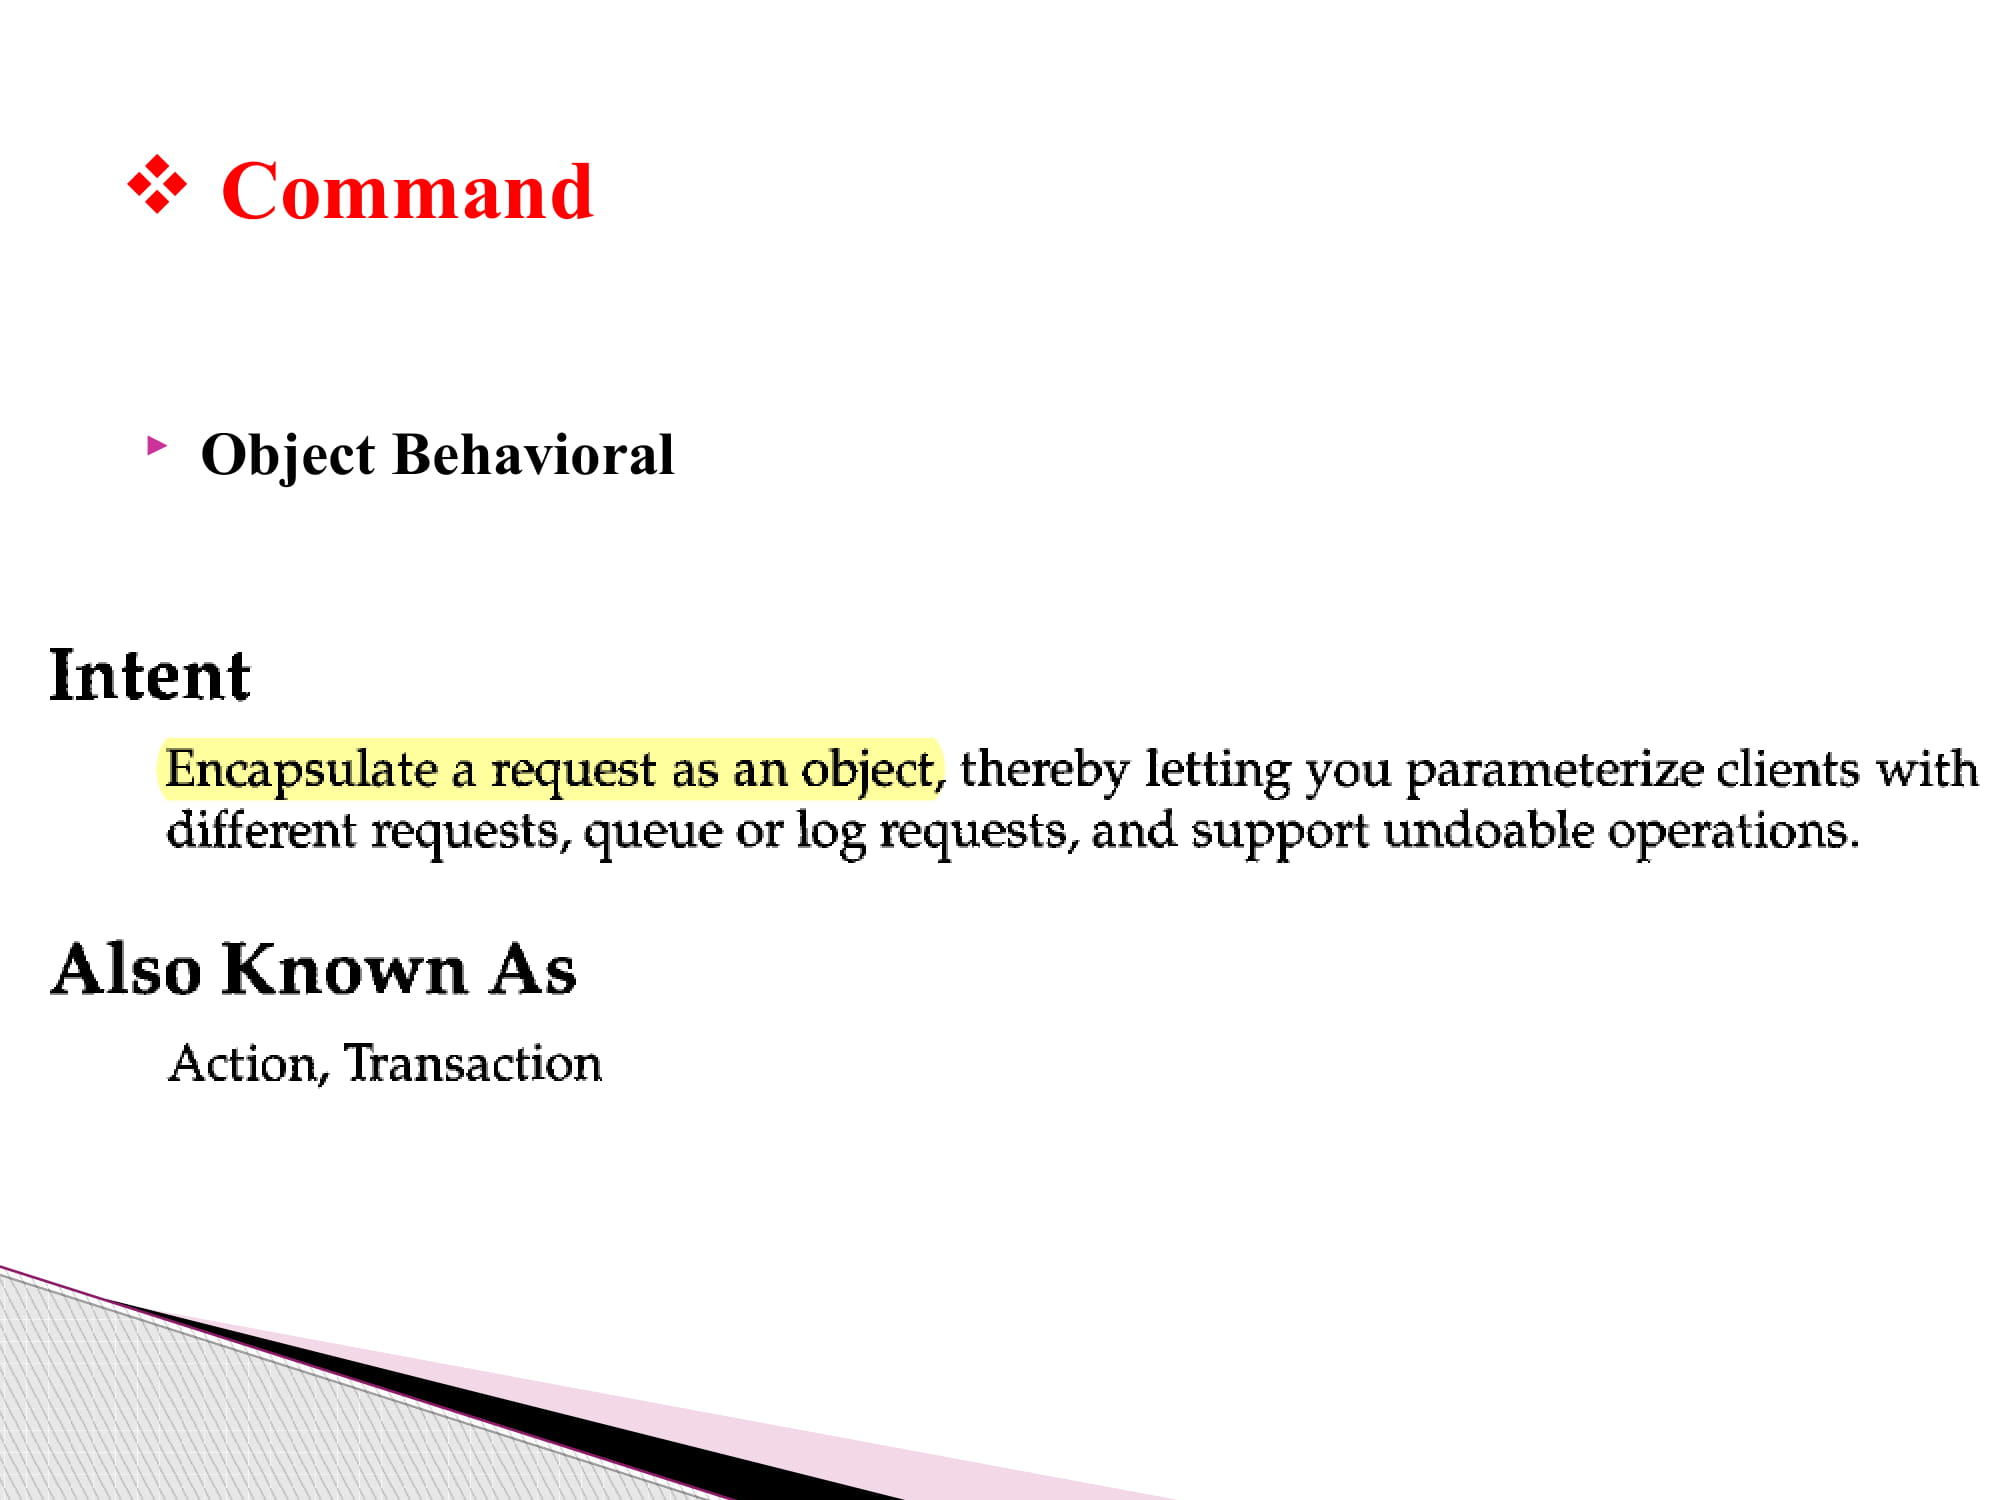 Command
Object Behavioral
Intent
Encapsulate a request as an object, thereby letting you parameterize clients with
different requests, queue or log requests, and support undoable operations.
Also Known As
Action, Transaction